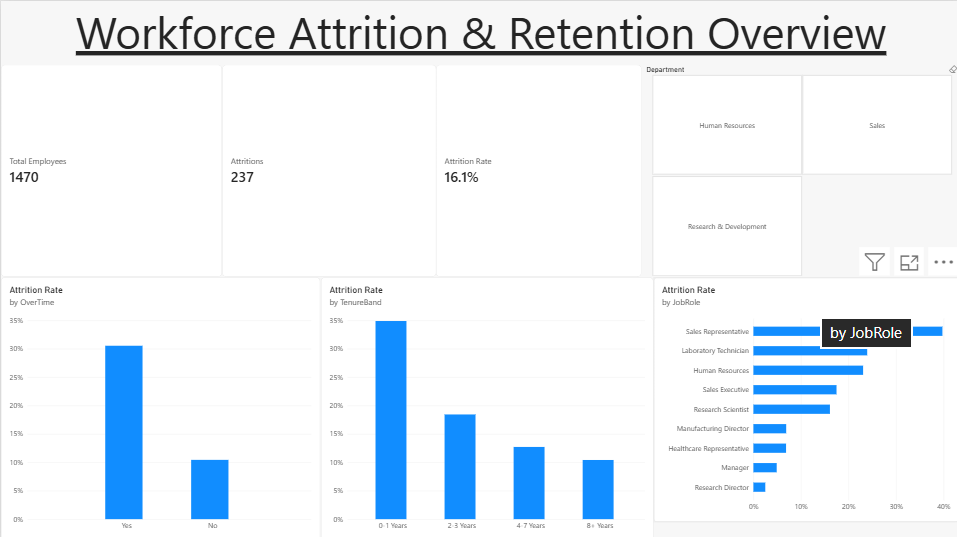 Workforce Attrition & Retention Overview
Total Employees
1470
Attritions
237
Attrition Rate
16.1%
Department
Human Resources
Sales
Research & Development
Attrition Rate
by OverTime
35%
30%
25%
20%
15%
10%
5%
0%
Yes
No
Attrition Rate
by TenureBand
35%
30%
25%
20%
15%
10%
5%
0%
0-1 Years
2-3 Years
4-7 Years
8+ Years
Attrition Rate
by JobRole
Sales Representative
by JobRole
Laboratory Technician
Human Resources
Sales Executive
Research Scientist
Manufacturing Director
Healthcare Representative
Manager
Research Director
0%
10%
20%
30%
40%